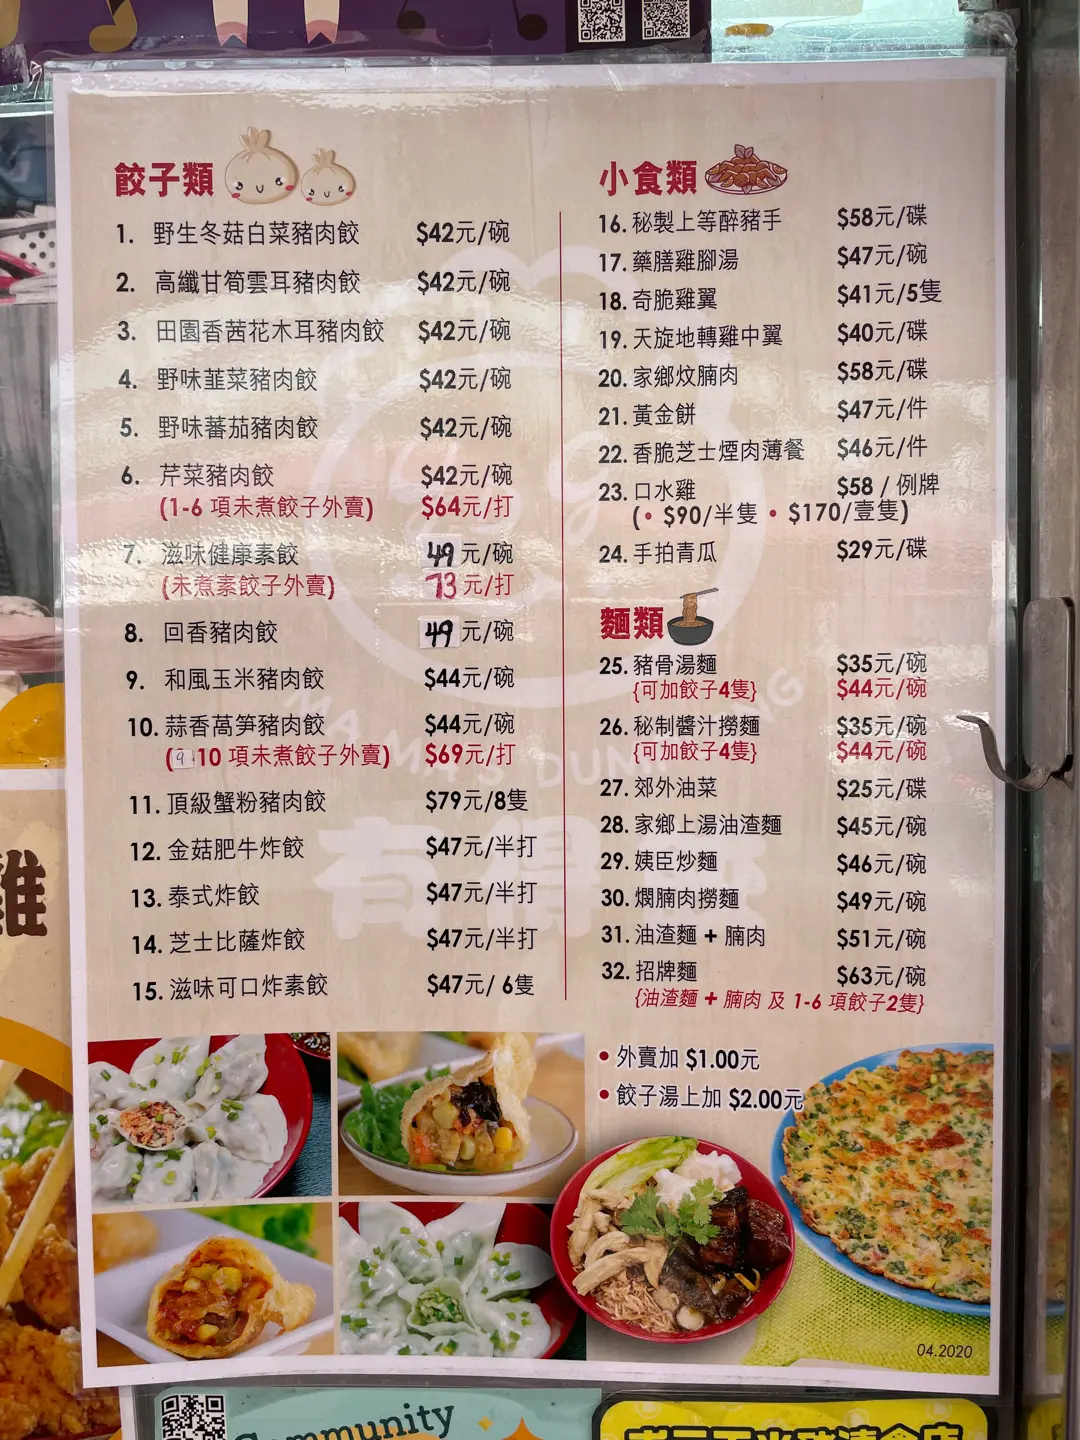 餃子類
1. 野生冬菇白菜豬肉餃 $42元/碗
2. 高纖甘筍雲耳豬肉餃 $42元/碗
3. 田園香茜花木耳豬肉餃 $42元/碗
4. 野味韮菜豬肉餃 $42元/碗
5. 野味蕃茄豬肉餃 $42元/碗
6. 芹菜豬肉餃 $42元/碗
(1-6 項未煮餃子外賣) $64元/打
7. 滋味健康素餃 49元/碗
(未煮素餃子外賣) 73元/打
8. 回香豬肉餃 49元/碗
9. 和風玉米豬肉餃 $44元/碗
10. 蒜香萵笋豬肉餃 $44元/碗
(9 10 項未煮餃子外賣) $69元/打
11. 頂級蟹粉豬肉餃 $79元/8隻
12. 金菇肥牛炸餃 $47元/半打
13. 泰式炸餃 $47元/半打
14. 芝士比薩炸餃 $47元/半打
15. 滋味可口炸素餃 $47元/ 6隻
小食類
16. 秘製上等醉豬手 $58元/碟
17. 藥膳雞腳湯 $47元/碗
18. 奇脆雞翼 $41元/5隻
19. 天旋地轉雞中翼 $40元/碟
20. 家鄉炆腩肉 $58元/碟
21. 黃金餅 $47元/件
22. 香脆芝士煙肉薄餐 $46元/件
23. 口水雞 $58 / 例牌
(• $90/半隻 • $170/壹隻)
24. 手拍青瓜 $29元/碟
麵類
25. 豬骨湯麵 $35元/碗
{可加餃子4隻} $44元/碗
26. 秘制醬汁撈麵 $35元/碗
{可加餃子4隻} $44元/碗
27. 郊外油菜 $25元/碟
28. 家鄉上湯油渣麵 $45元/碗
29. 姨臣炒麵 $46元/碗
30. 燜腩肉撈麵 $49元/碗
31. 油渣麵 + 腩肉 $51元/碗
32. 招牌麵 $63元/碗
{油渣麵 + 腩肉 及 1-6 項餃子2隻}
• 外賣加 $1.00元
• 餃子湯上加 $2.00元
04.2020
雞
Community